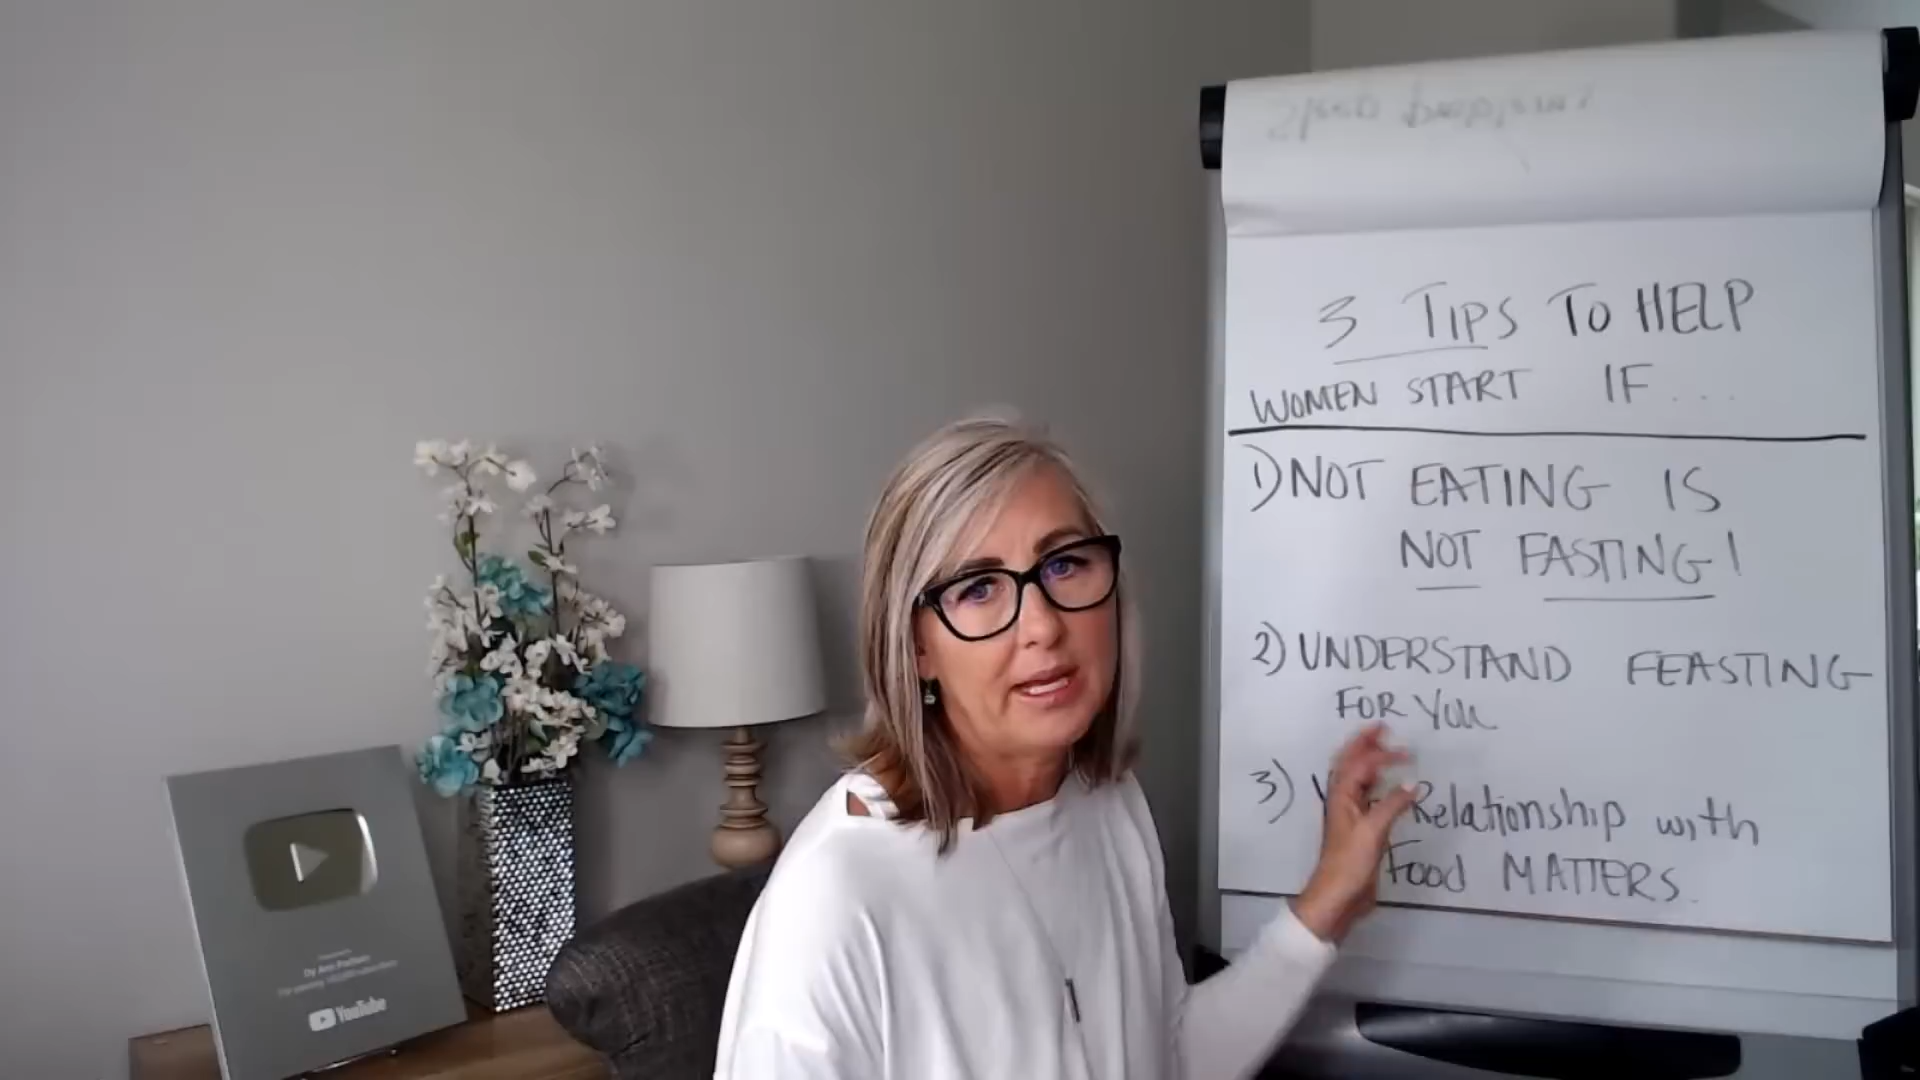 3 TIPS TO HELP
WOMEN START IF...
1) NOT EATING IS
NOT FASTING!
2) UNDERSTAND FEASTING
FOR YOU
3) Relationship with
Food MATTERS.
YouTube